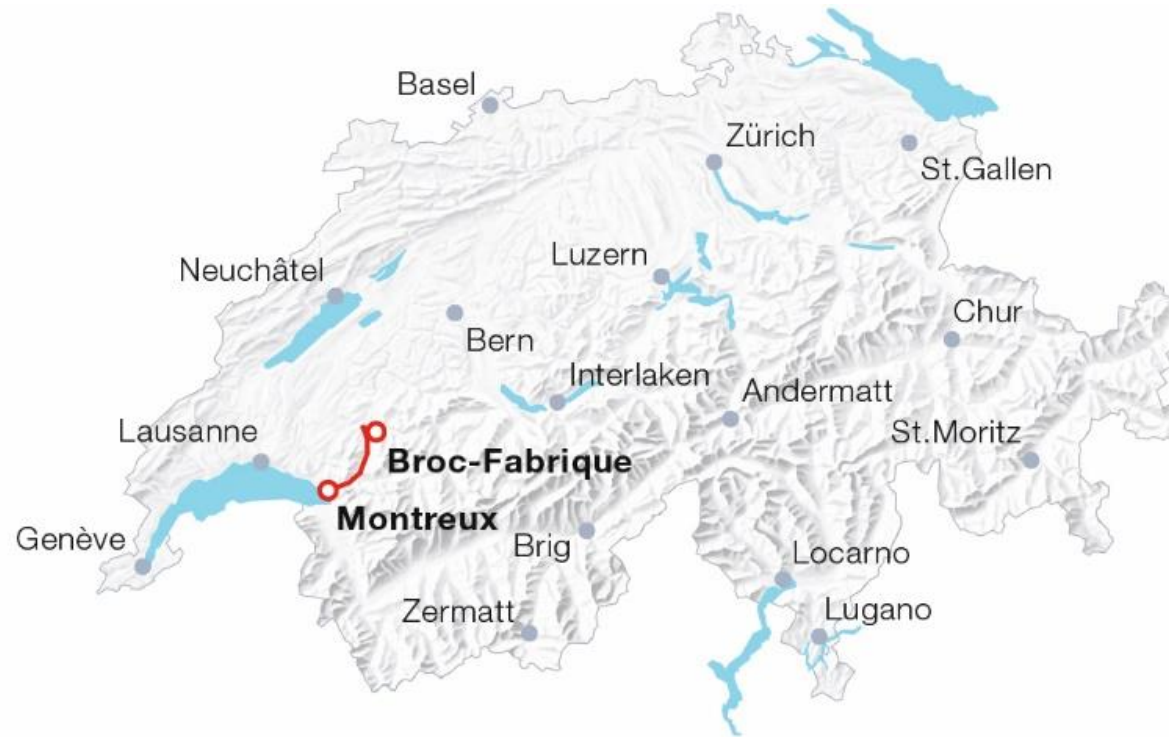 Basel
Zürich
St.Gallen
Neuchâtel
Luzern
Bern
Chur
Interlaken
Andermatt
Lausanne
St.Moritz
Broc-Fabrique
Montreux
Genève
Brig
Locarno
Zermatt
Lugano